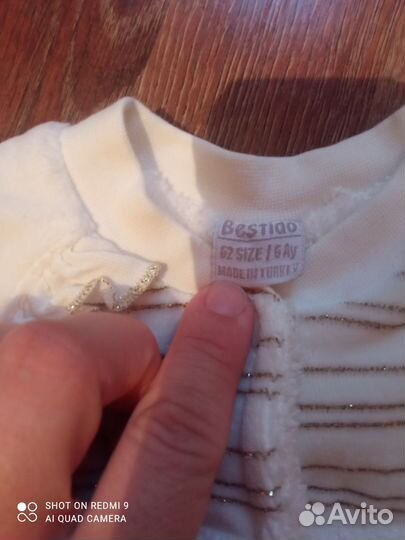 BESTIDO
62 SIZE / 6 AY
MADE IN TURKEY
SHOT ON REDMI 9
AI QUAD CAMERA
Avito